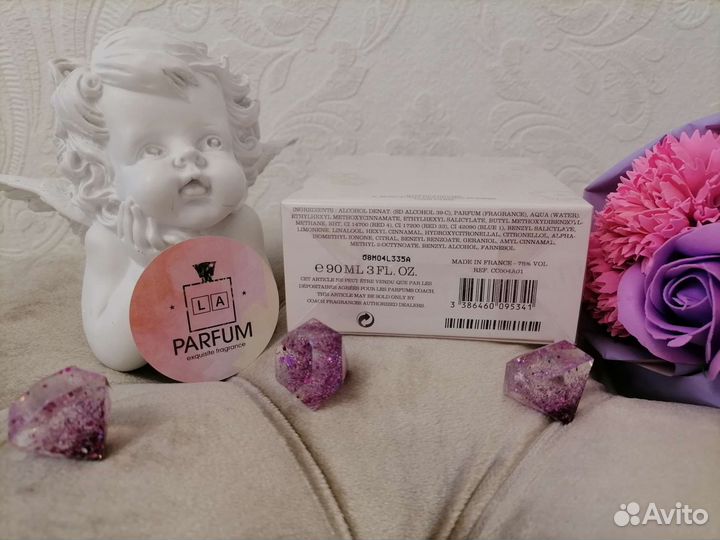 INGREDIENTS : ALCOHOL DENAT. (SD ALCOHOL 39-C), PARFUM (FRAGRANCE), AQUA (WATER)
ETHYLHEXYL METHOXYCINNAMATE, ETHYLHEXYL SALICYLATE, BUTYL METHOXYDIBENZOYL-
METHANE, BHT, CI 14700 (RED 4), CI 17200 (RED 33), CI 42090 (BLUE 1), BENZYL SALICYLATE,
LIMONENE, LINALOOL, HEXYL CINNAMAL, HYDROXYCITRONELLAL, CITRONELLOL, ALPHA-
ISOMETHYL IONONE, CITRAL, BENZYL BENZOATE, GERANIOL, AMYL CINNAMAL,
METHYL 2-OCTYNOATE, BENZYL ALCOHOL, FARNESOL
08M04L335A
e 90 ML 3 FL. OZ.
CET ARTICLE NE PEUT ÊTRE VENDU QUE PAR LES
DÉPOSITAIRES AGRÉÉS POUR LES PARFUMS COACH.
THIS ARTICLE MAY BE SOLD ONLY BY
COACH FRAGRANCES AUTHORIZED DEALERS.
MADE IN FRANCE - 75% VOL
REF. CC004A01
3 386460 095341
LA
PARFUM
exquisite fragrance
Avito